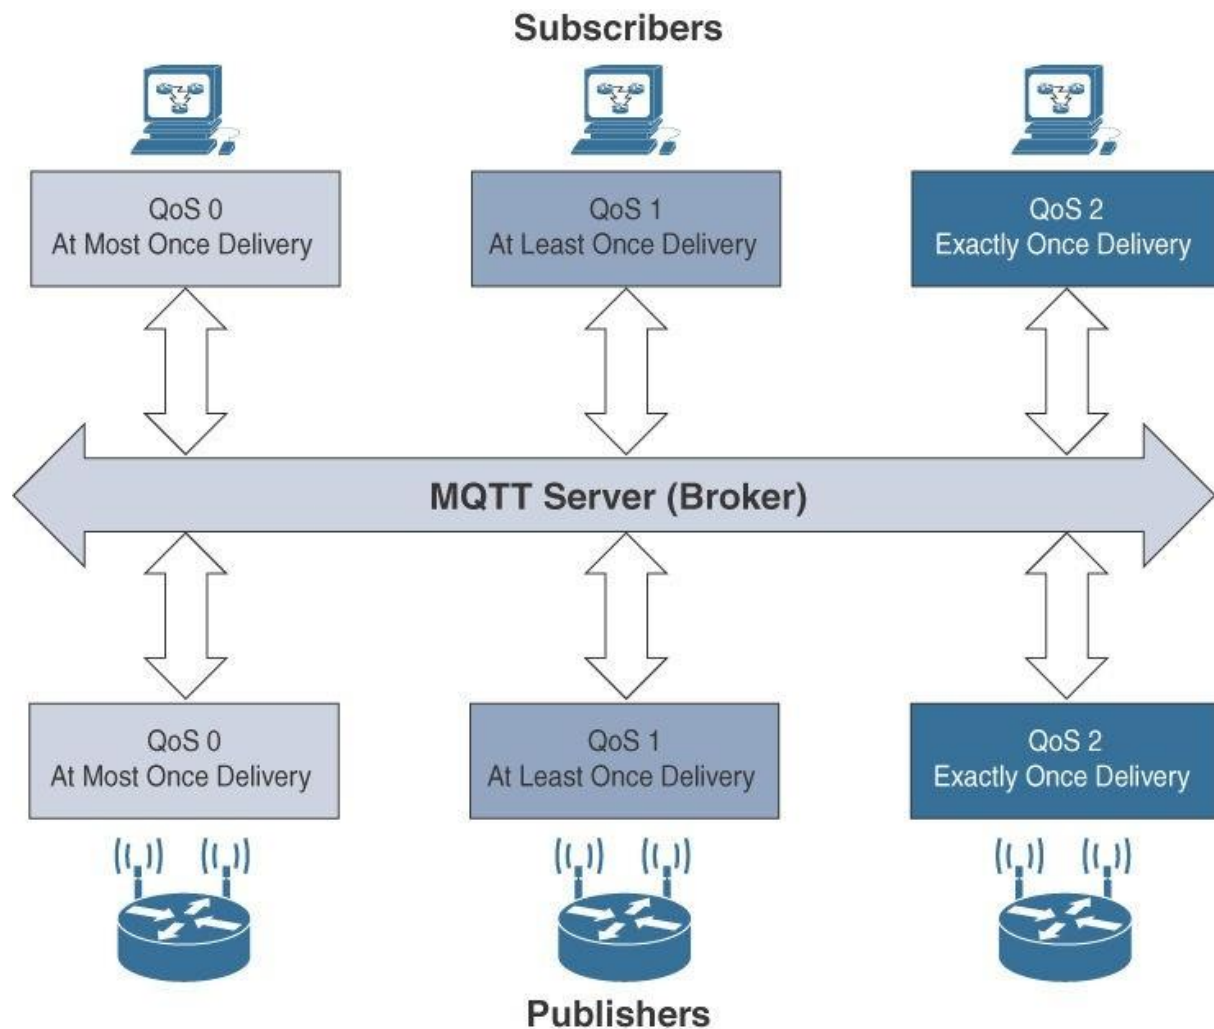 Subscribers
QoS 0
At Most Once Delivery
QoS 1
At Least Once Delivery
QoS 2
Exactly Once Delivery
MQTT Server (Broker)
QoS 0
At Most Once Delivery
QoS 1
At Least Once Delivery
QoS 2
Exactly Once Delivery
Publishers